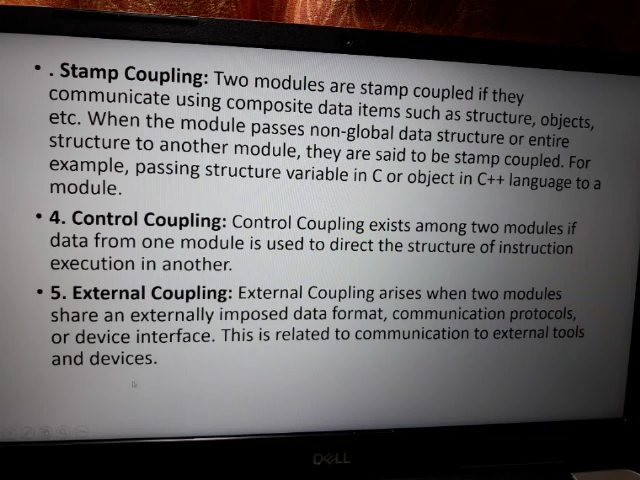 • . Stamp Coupling: Two modules are stamp coupled if they
communicate using composite data items such as structure, objects,
etc. When the module passes non-global data structure or entire
structure to another module, they are said to be stamp coupled. For
example, passing structure variable in C or object in C++ language to a
module.
• 4. Control Coupling: Control Coupling exists among two modules if
data from one module is used to direct the structure of instruction
execution in another.
• 5. External Coupling: External Coupling arises when two modules
share an externally imposed data format, communication protocols,
or device interface. This is related to communication to external tools
and devices.
DELL